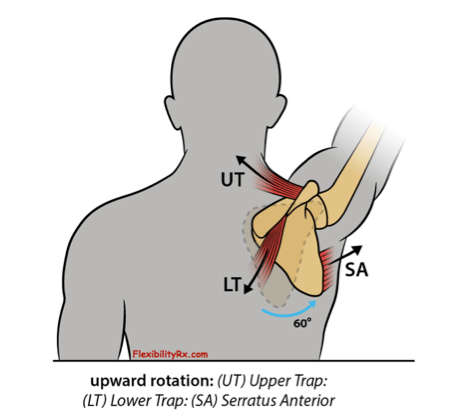 UT
SA
LT
60°
FlexibilityRx.com
upward rotation: (UT) Upper Trap:
(LT) Lower Trap: (SA) Serratus Anterior